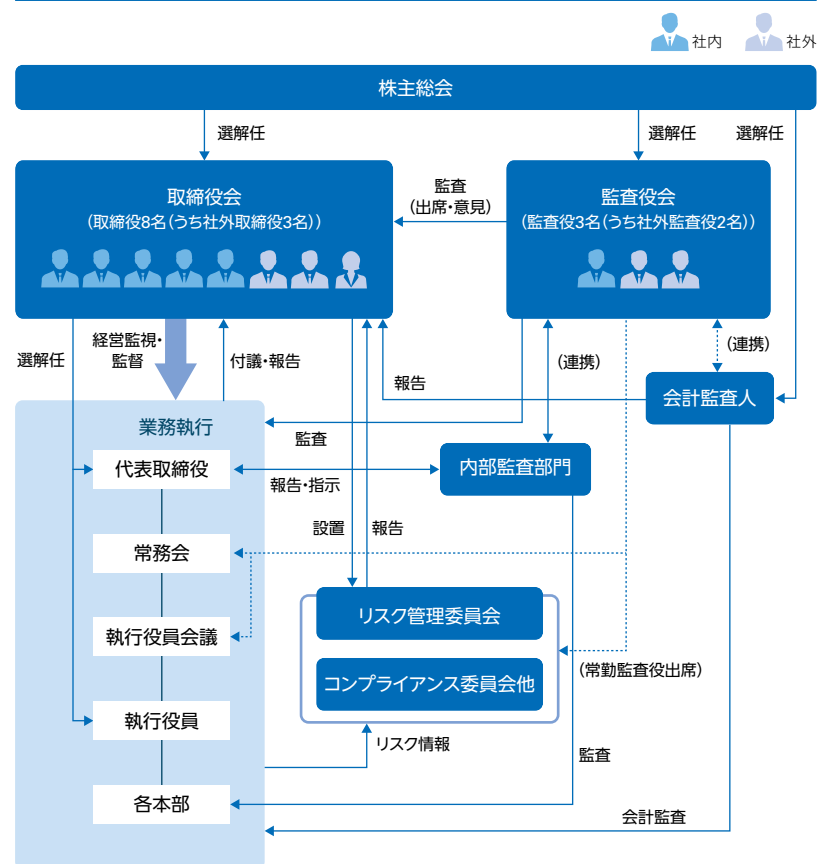 社内
社外
株主総会
選解任
選解任
選解任
取締役会
(取締役8名(うち社外取締役3名))
監査
(出席・意見)
監査役会
(監査役3名(うち社外監査役2名))
選解任
経営監視・
監督
付議・報告
報告
(連携)
(連携)
会計監査人
業務執行
監査
代表取締役
報告・指示
内部監査部門
設置
報告
常務会
リスク管理委員会
執行役員会議
コンプライアンス委員会他
(常勤監査役出席)
執行役員
リスク情報
監査
各本部
会計監査